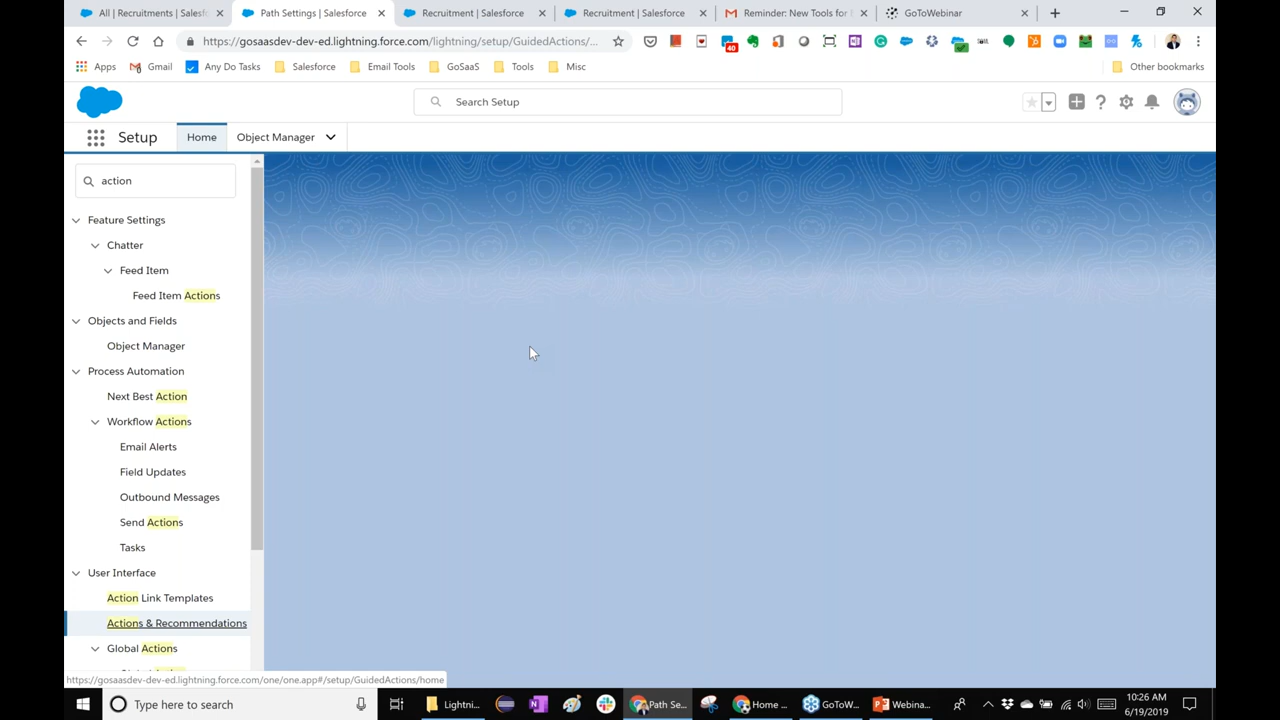 All | Recruitments | Salesf
Path Settings | Salesforce
Recruitment | Salesforce
Recruitment | Salesforce
Reminder: New Tools for
GoToWebinar
https://gosaasdev-dev-ed.lightning.force.com/lightning/setup/GuidedActions/...
40
Apps
Gmail
Any Do Tasks
Salesforce
Email Tools
GoSaaS
Tools
Misc
Other bookmarks
Search Setup
Setup
Home
Object Manager
action
Feature Settings
Chatter
Feed Item
Feed Item Actions
Objects and Fields
Object Manager
Process Automation
Next Best Action
Workflow Actions
Email Alerts
Field Updates
Outbound Messages
Send Actions
Tasks
User Interface
Action Link Templates
Actions & Recommendations
Global Actions
https://gosaasdev-dev-ed.lightning.force.com/one/one.app#/setup/GuidedActions/home
Type here to search
Lightni...
Path Se...
Home ...
GoToW...
Webina...
10:26 AM
6/19/2019